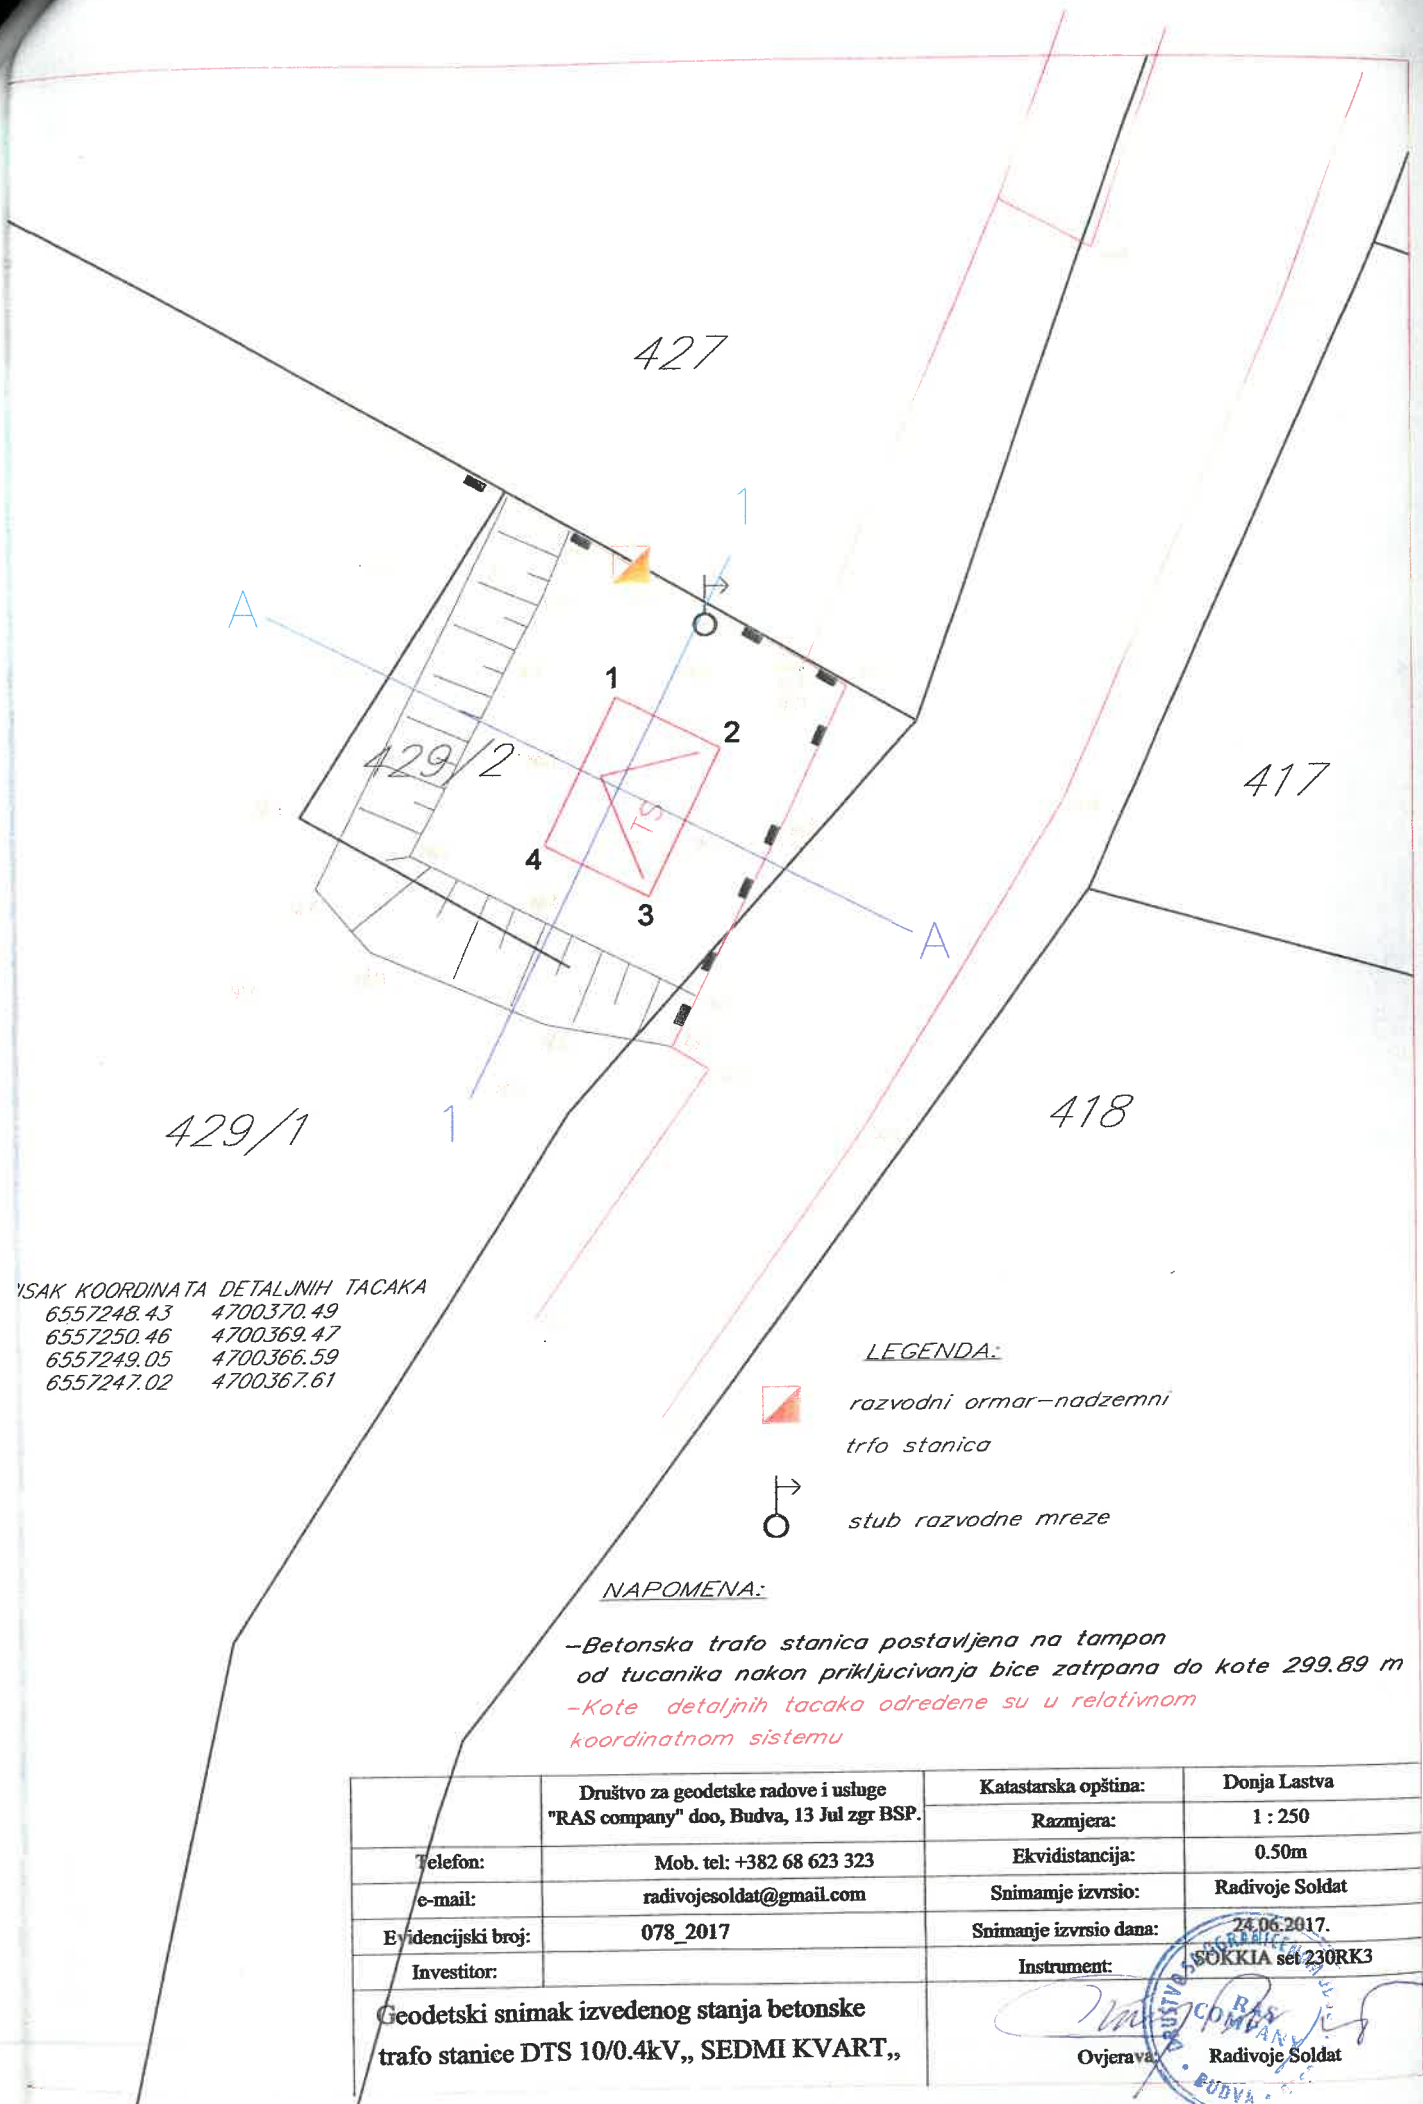 427
1
A
1
2
429/2
TS
417
4
3
A
429/1
1
418
ISAK KOORDINATA DETALJNIH TACAKA
6557248.43 4700370.49
6557250.46 4700369.47
6557249.05 4700366.59
6557247.02 4700367.61
LEGENDA:
razvodni ormar-nadzemni
trfo stanica
stub razvodne mreze
NAPOMENA:
-Betonska trafo stanica postavljena na tampon
od tucanika nakon prikljucivanja bice zatrpana do kote 299.89 m
-Kote detaljnih tacaka odredene su u relativnom
koordinatnom sistemu
Društvo za geodetske radove i usluge
"RAS company" doo, Budva, 13 Jul zgr BSP.
Katastarska opština: Donja Lastva
Razmjera: 1 : 250
Telefon: Mob. tel: +382 68 623 323
Ekvidistancija: 0.50m
e-mail: radivojesoldat@gmail.com
Snimamje izvrsio: Radivoje Soldat
Evidencijski broj: 078_2017
Snimanje izvrsio dana: 24.06.2017.
Investitor:
Instrument: SOKKIA set 230RK3
Geodetski snimak izvedenog stanja betonske
trafo stanice DTS 10/0.4kV,, SEDMI KVART,,
Ovjerava: Radivoje Soldat
DRUŠTVO SA OGRANIČENOM
RAS
COMPANY
BUDVA